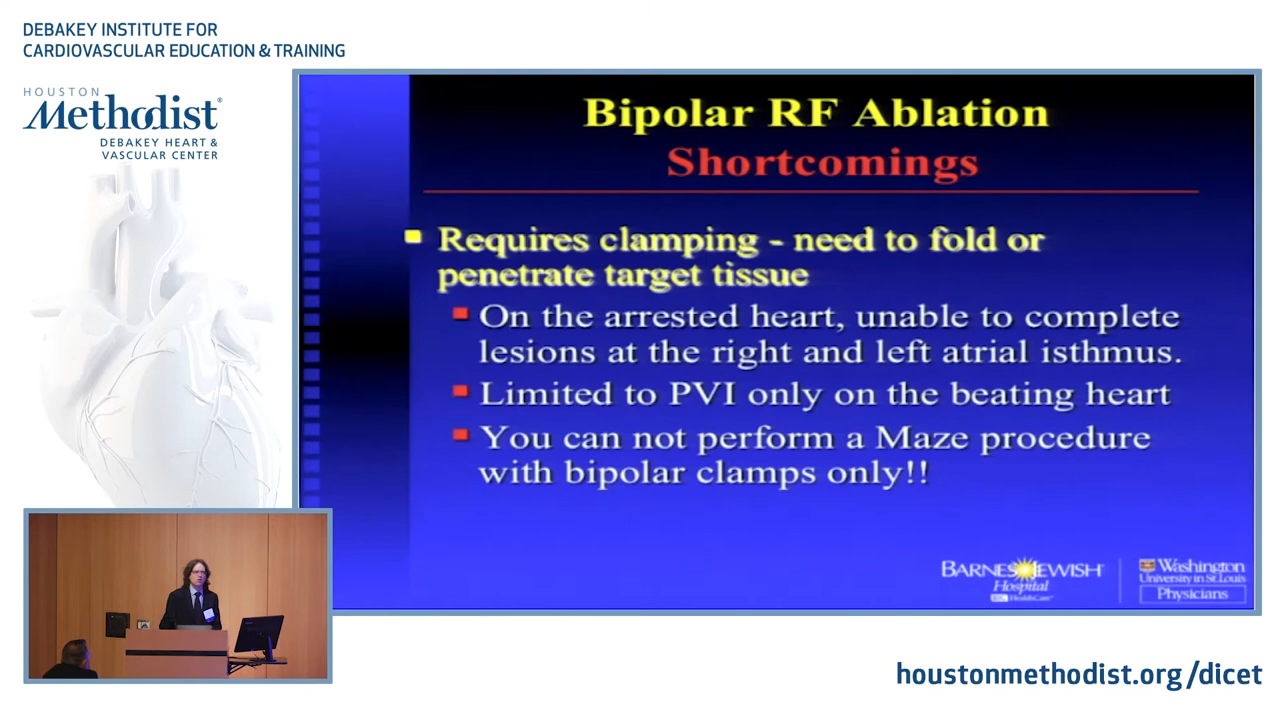 DEBAKEY INSTITUTE FOR
CARDIOVASCULAR EDUCATION & TRAINING
HOUSTON
Methodist®
DEBAKEY HEART &
VASCULAR CENTER
Bipolar RF Ablation
Shortcomings
Requires clamping - need to fold or
penetrate target tissue
On the arrested heart, unable to complete
lesions at the right and left atrial isthmus.
Limited to PVI only on the beating heart
You can not perform a Maze procedure
with bipolar clamps only!!
BARNES JEWISH
Hospital
BJC HealthCare
Washington
University in St. Louis
Physicians
houstonmethodist.org/dicet